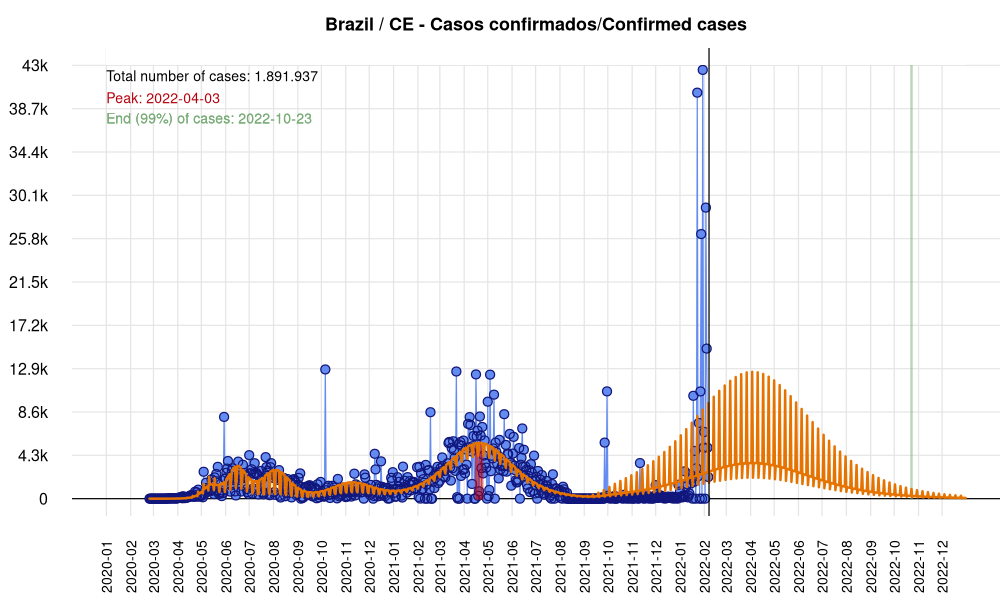 Brazil / CE - Casos confirmados/Confirmed cases
Total number of cases: 1.891.937
Peak: 2022-04-03
End (99%) of cases: 2022-10-23
43k
38.7k
34.4k
30.1k
25.8k
21.5k
17.2k
12.9k
8.6k
4.3k
0
2020-01
2020-02
2020-03
2020-04
2020-05
2020-06
2020-07
2020-08
2020-09
2020-10
2020-11
2020-12
2021-01
2021-02
2021-03
2021-04
2021-05
2021-06
2021-07
2021-08
2021-09
2021-10
2021-11
2021-12
2022-01
2022-02
2022-03
2022-04
2022-05
2022-06
2022-07
2022-08
2022-09
2022-10
2022-11
2022-12